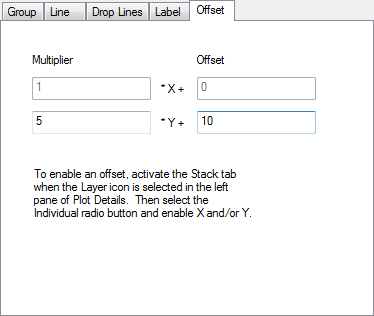 Group Line Drop Lines Label Offset
Multiplier Offset
1 * X + 0
5 * Y + 10
To enable an offset, activate the Stack tab
when the Layer icon is selected in the left
pane of Plot Details. Then select the
Individual radio button and enable X and/or Y.